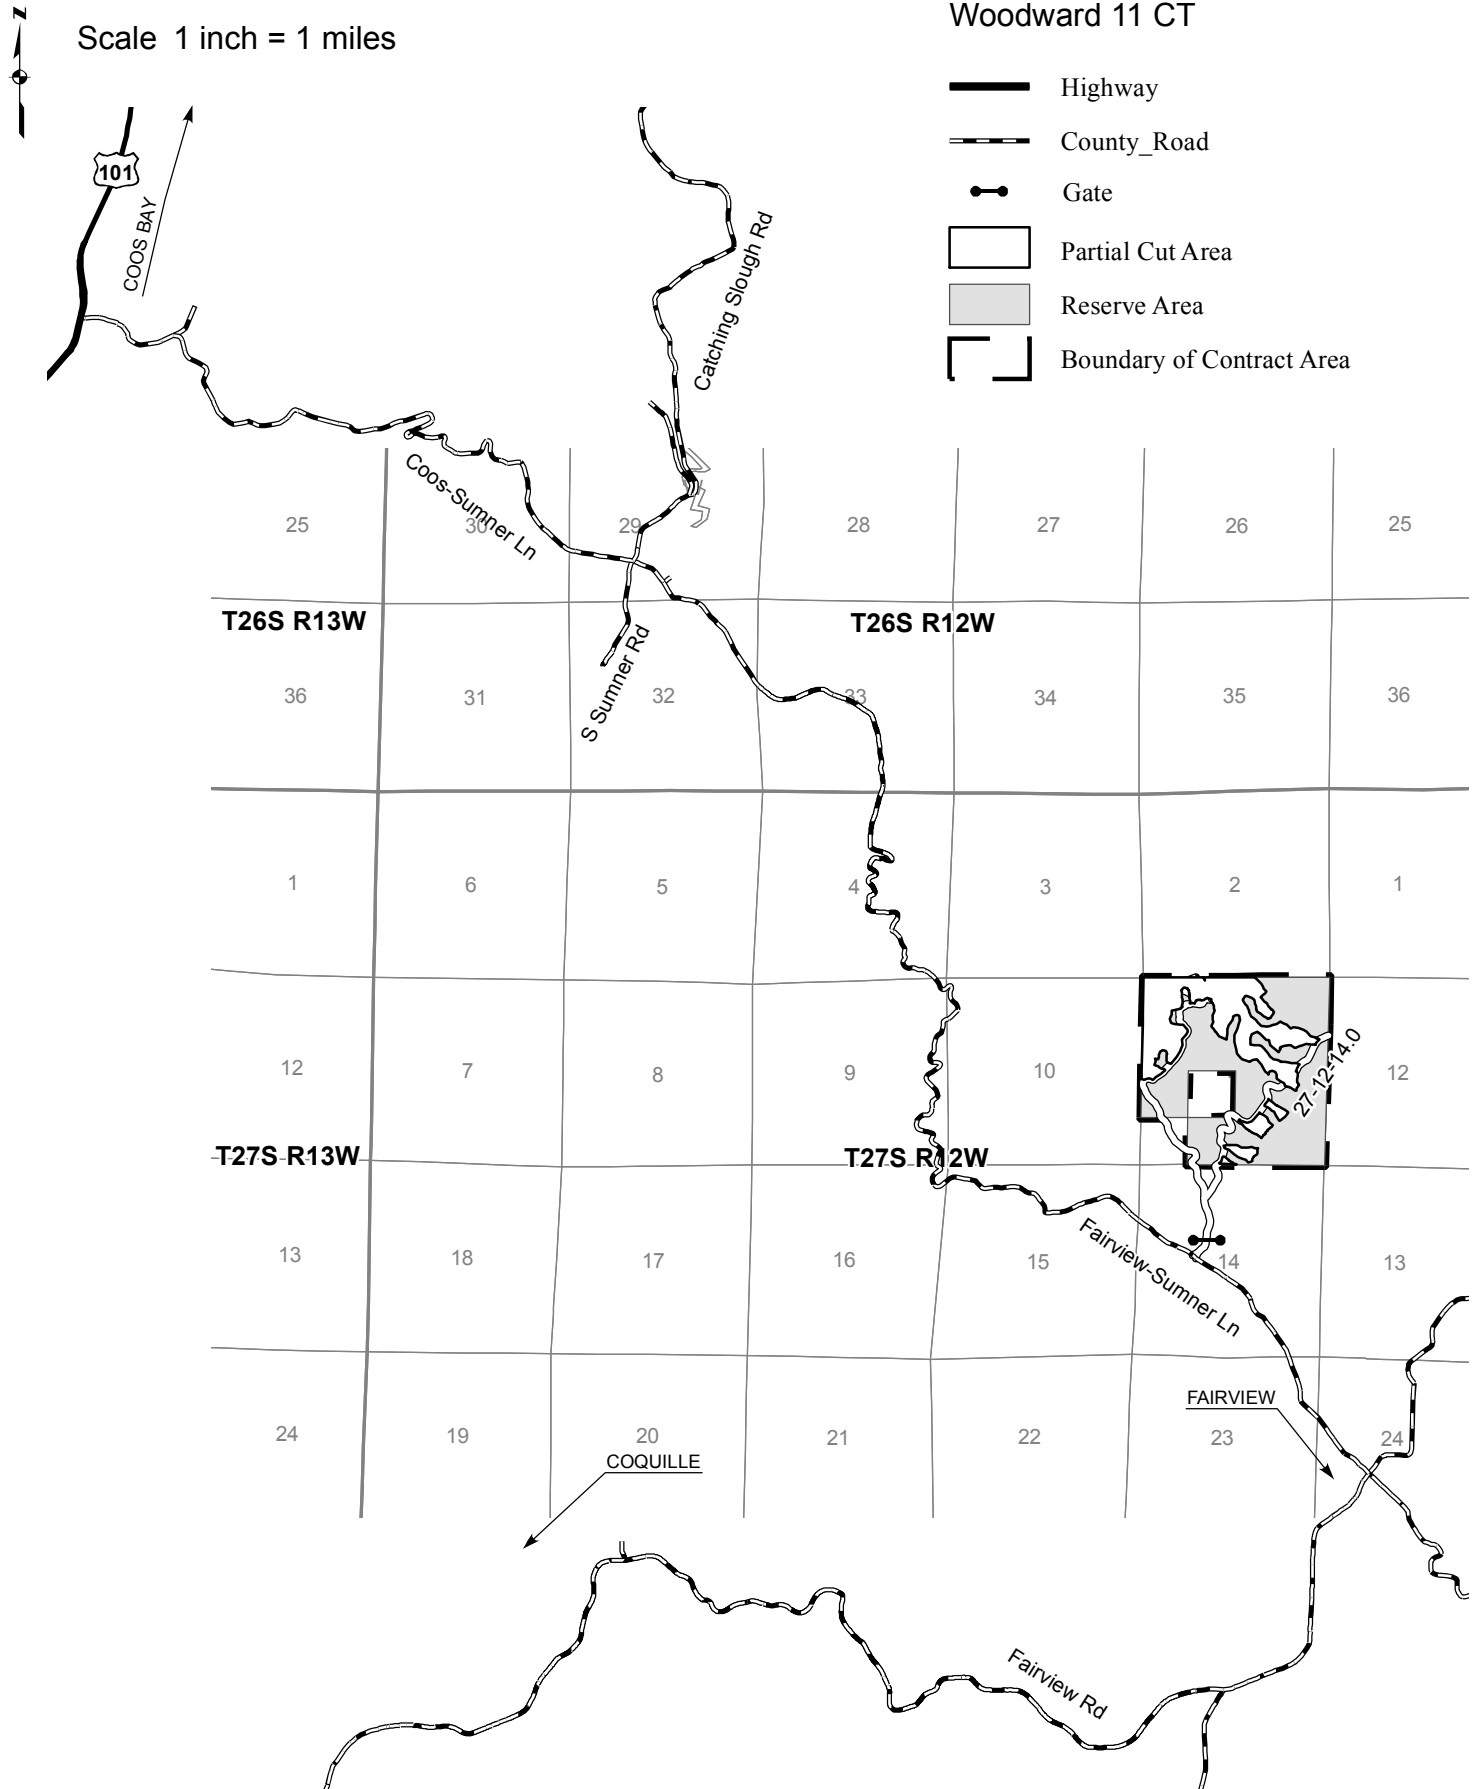 Z
Scale 1 inch = 1 miles
Woodward 11 CT
Highway
County_Road
Gate
Partial Cut Area
Reserve Area
Boundary of Contract Area
101
COOS BAY
Catching Slough Rd
Coos-Sumner Ln
25
30
29
28
27
26
25
T26S R13W
T26S R12W
S Sumner Rd
36
31
32
33
34
35
36
1
6
5
4
3
2
1
12
7
8
9
10
12
27-12-14.0
T27S R13W
T27S R12W
Fairview-Sumner Ln
13
18
17
16
15
14
13
FAIRVIEW
24
19
20
21
22
23
24
COQUILLE
Fairview Rd